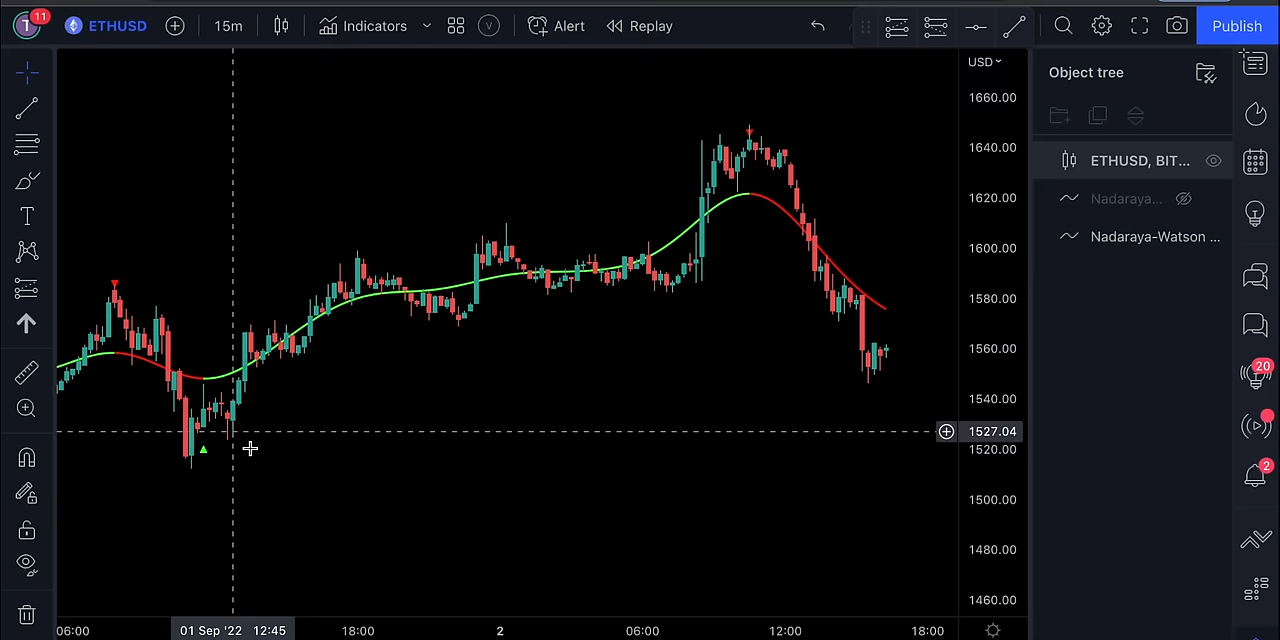 T 11 ETHUSD 15m Indicators V Alert Replay Publish
USD
1660.00
1640.00
1620.00
1600.00
1580.00
1560.00
1540.00
1527.04
1520.00
1500.00
1480.00
1460.00
06:00 01 Sep '22 12:45 18:00 2 06:00 12:00 18:00
Object tree
ETHUSD, BIT...
Nadaraya...
Nadaraya-Watson ...
T
20
2